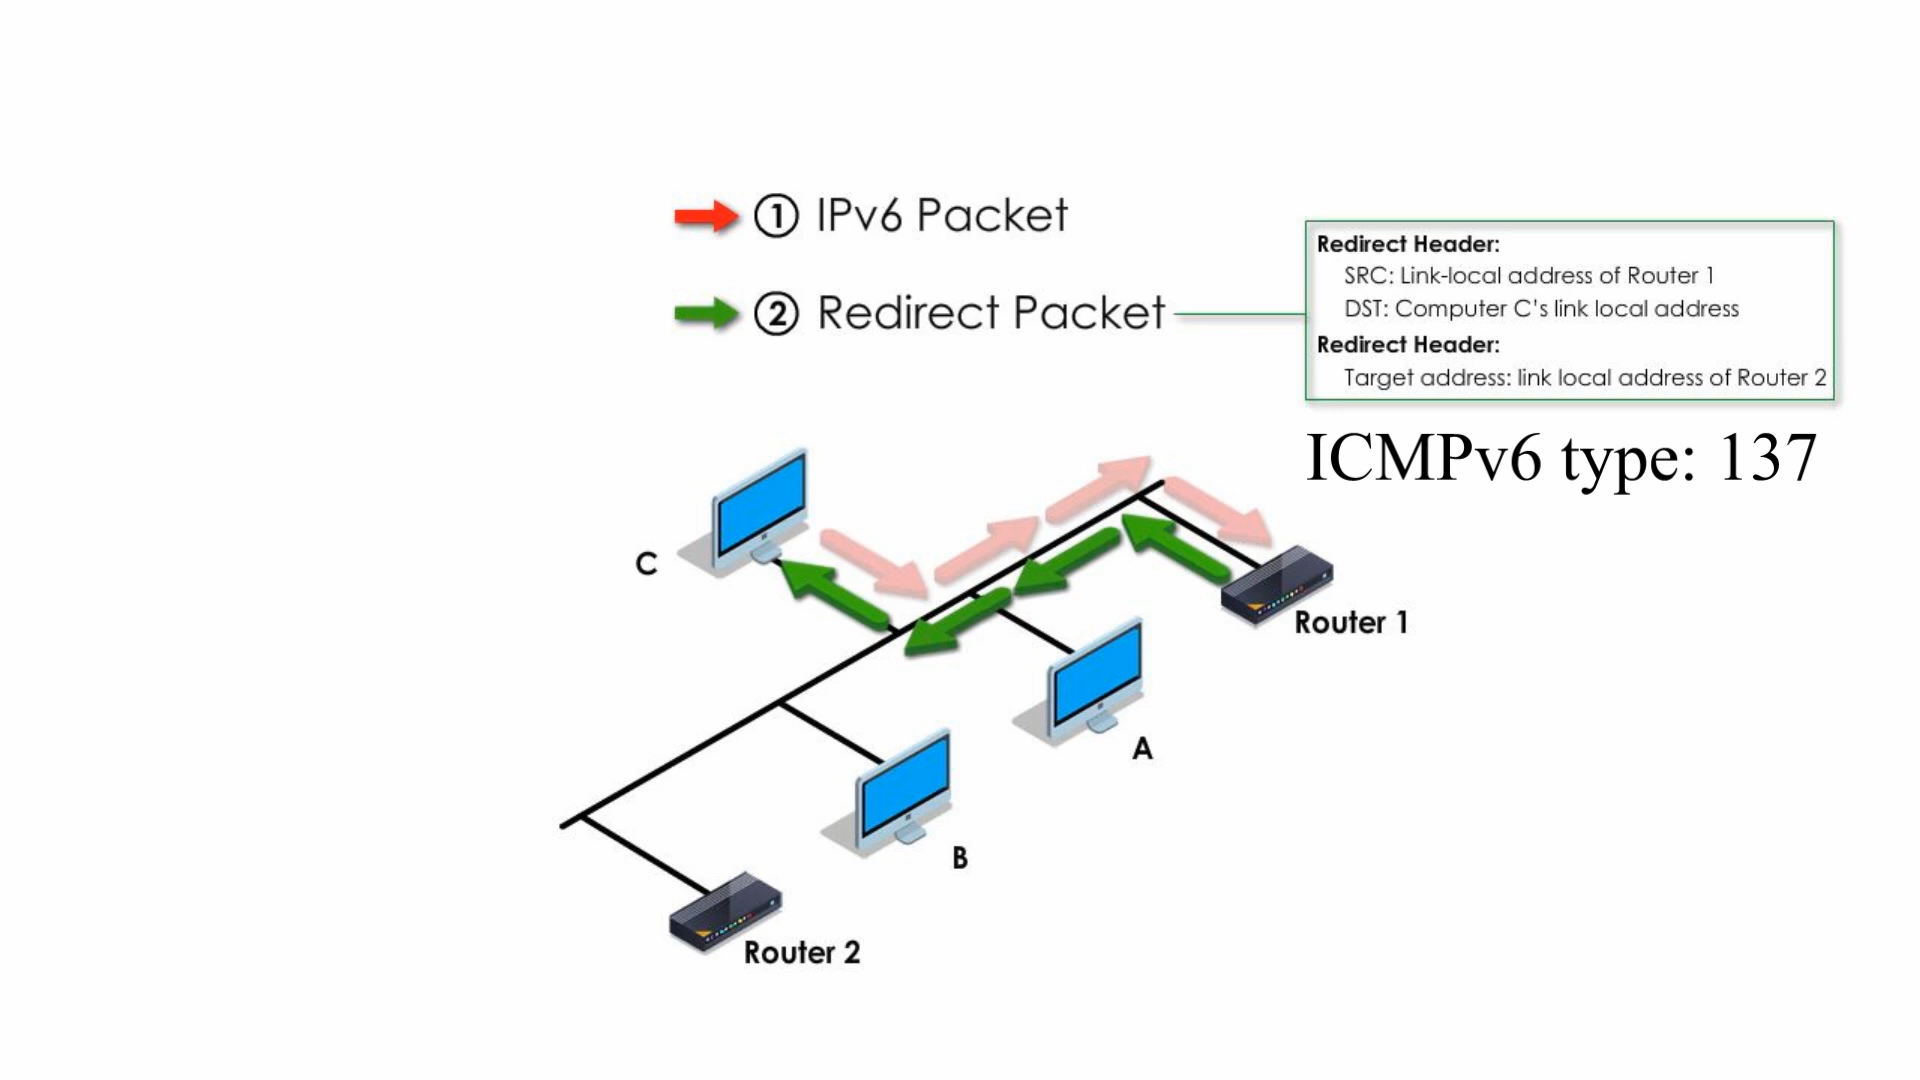 ① IPv6 Packet
② Redirect Packet
Redirect Header:
SRC: Link-local address of Router 1
DST: Computer C's link local address
Redirect Header:
Target address: link local address of Router 2
ICMPv6 type: 137
C
Router 1
A
B
Router 2